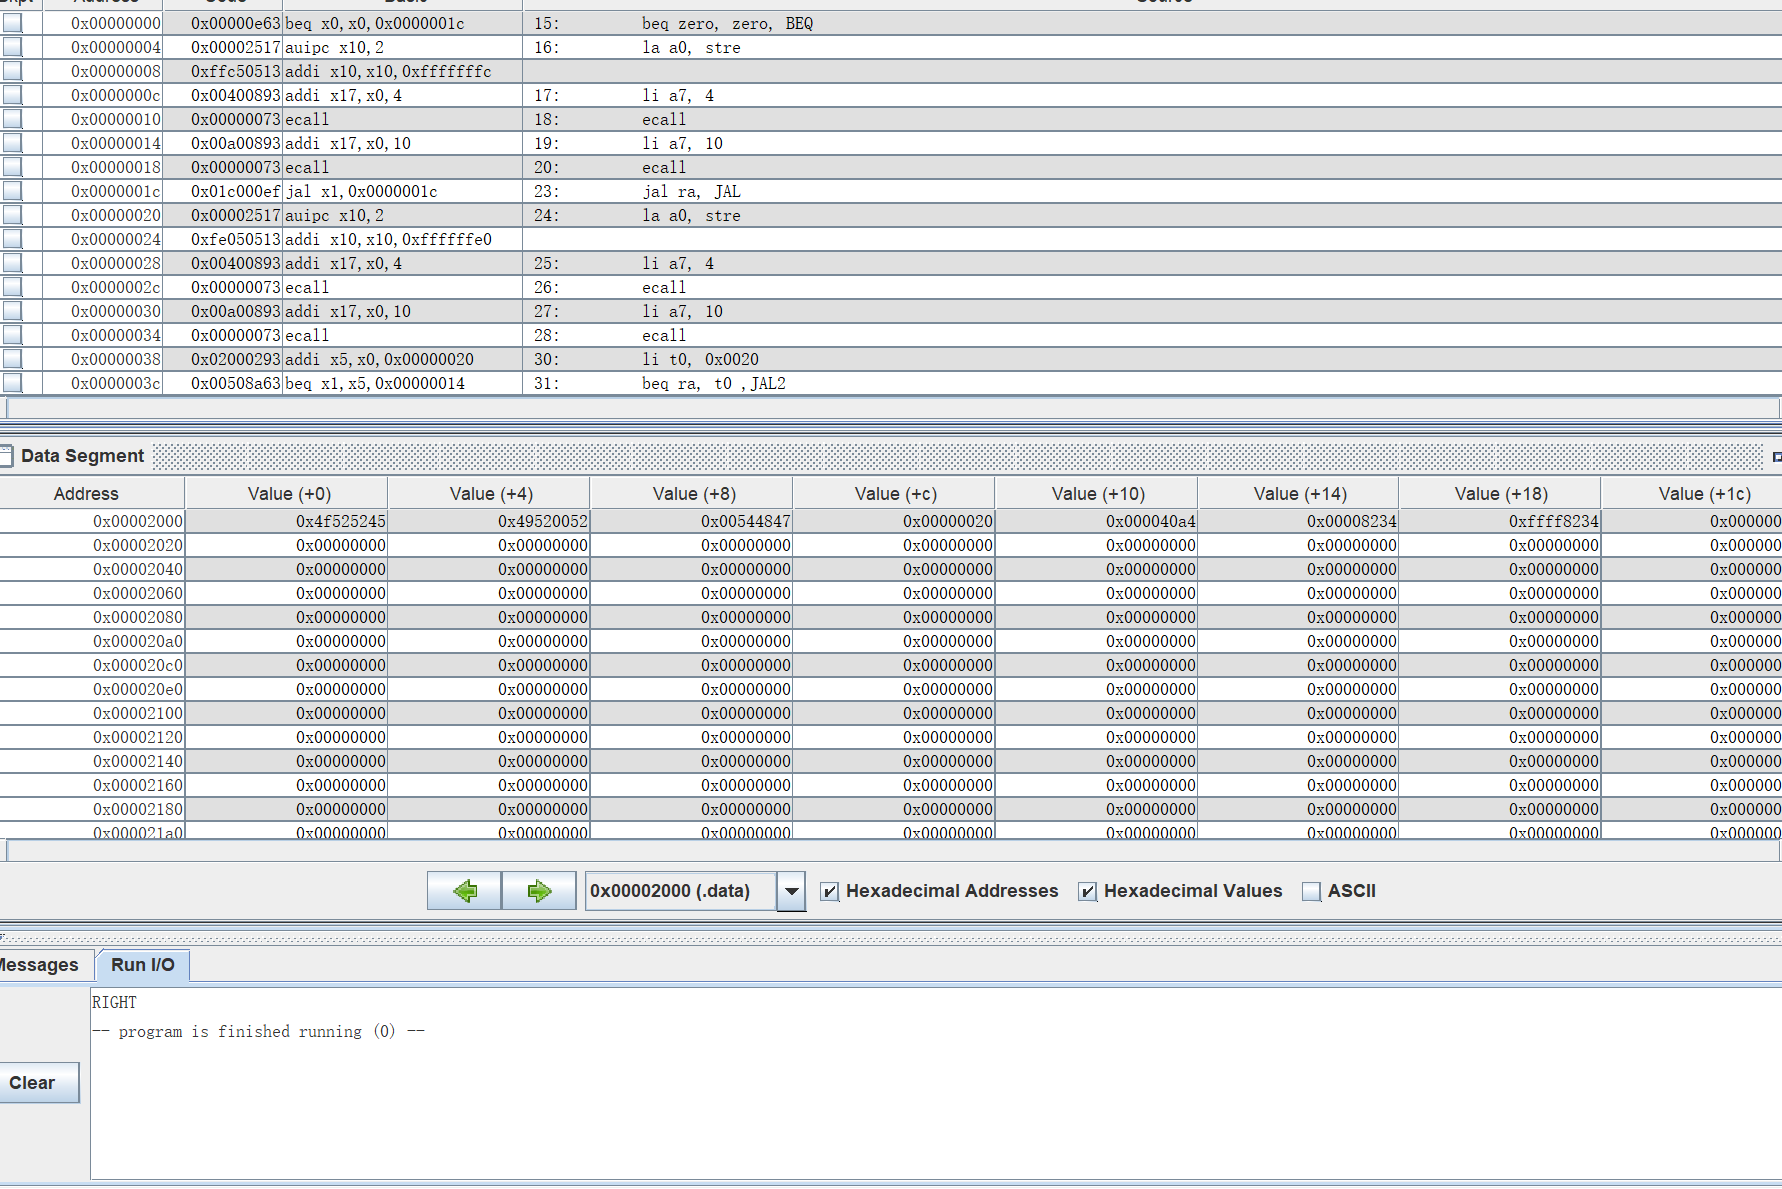 Bkpt Address Code Basic Source
0x00000000 0x00000e63 beq x0,x0,0x0000001c 15: beq zero, zero, BEQ
0x00000004 0x00002517 auipc x10,2 16: la a0, stre
0x00000008 0xffc50513 addi x10,x10,0xfffffffc
0x0000000c 0x00400893 addi x17,x0,4 17: li a7, 4
0x00000010 0x00000073 ecall 18: ecall
0x00000014 0x00a00893 addi x17,x0,10 19: li a7, 10
0x00000018 0x00000073 ecall 20: ecall
0x0000001c 0x01c000ef jal x1,0x0000001c 23: jal ra, JAL
0x00000020 0x00002517 auipc x10,2 24: la a0, stre
0x00000024 0xfe050513 addi x10,x10,0xffffffe0
0x00000028 0x00400893 addi x17,x0,4 25: li a7, 4
0x0000002c 0x00000073 ecall 26: ecall
0x00000030 0x00a00893 addi x17,x0,10 27: li a7, 10
0x00000034 0x00000073 ecall 28: ecall
0x00000038 0x02000293 addi x5,x0,0x00000020 30: li t0, 0x0020
0x0000003c 0x00508a63 beq x1,x5,0x00000014 31: beq ra, t0 ,JAL2
Data Segment
Address Value (+0) Value (+4) Value (+8) Value (+c) Value (+10) Value (+14) Value (+18) Value (+1c)
0x00002000 0x4f525245 0x49520052 0x00544847 0x00000020 0x000040a4 0x00008234 0xffff8234 0x000000
0x00002020 0x00000000 0x00000000 0x00000000 0x00000000 0x00000000 0x00000000 0x00000000 0x000000
0x00002040 0x00000000 0x00000000 0x00000000 0x00000000 0x00000000 0x00000000 0x00000000 0x000000
0x00002060 0x00000000 0x00000000 0x00000000 0x00000000 0x00000000 0x00000000 0x00000000 0x000000
0x00002080 0x00000000 0x00000000 0x00000000 0x00000000 0x00000000 0x00000000 0x00000000 0x000000
0x000020a0 0x00000000 0x00000000 0x00000000 0x00000000 0x00000000 0x00000000 0x00000000 0x000000
0x000020c0 0x00000000 0x00000000 0x00000000 0x00000000 0x00000000 0x00000000 0x00000000 0x000000
0x000020e0 0x00000000 0x00000000 0x00000000 0x00000000 0x00000000 0x00000000 0x00000000 0x000000
0x00002100 0x00000000 0x00000000 0x00000000 0x00000000 0x00000000 0x00000000 0x00000000 0x000000
0x00002120 0x00000000 0x00000000 0x00000000 0x00000000 0x00000000 0x00000000 0x00000000 0x000000
0x00002140 0x00000000 0x00000000 0x00000000 0x00000000 0x00000000 0x00000000 0x00000000 0x000000
0x00002160 0x00000000 0x00000000 0x00000000 0x00000000 0x00000000 0x00000000 0x00000000 0x000000
0x00002180 0x00000000 0x00000000 0x00000000 0x00000000 0x00000000 0x00000000 0x00000000 0x000000
0x000021a0 0x00000000 0x00000000 0x00000000 0x00000000 0x00000000 0x00000000 0x00000000 0x000000
0x00002000 (.data) Hexadecimal Addresses Hexadecimal Values ASCII
Messages Run I/O
RIGHT
-- program is finished running (0) --
Clear